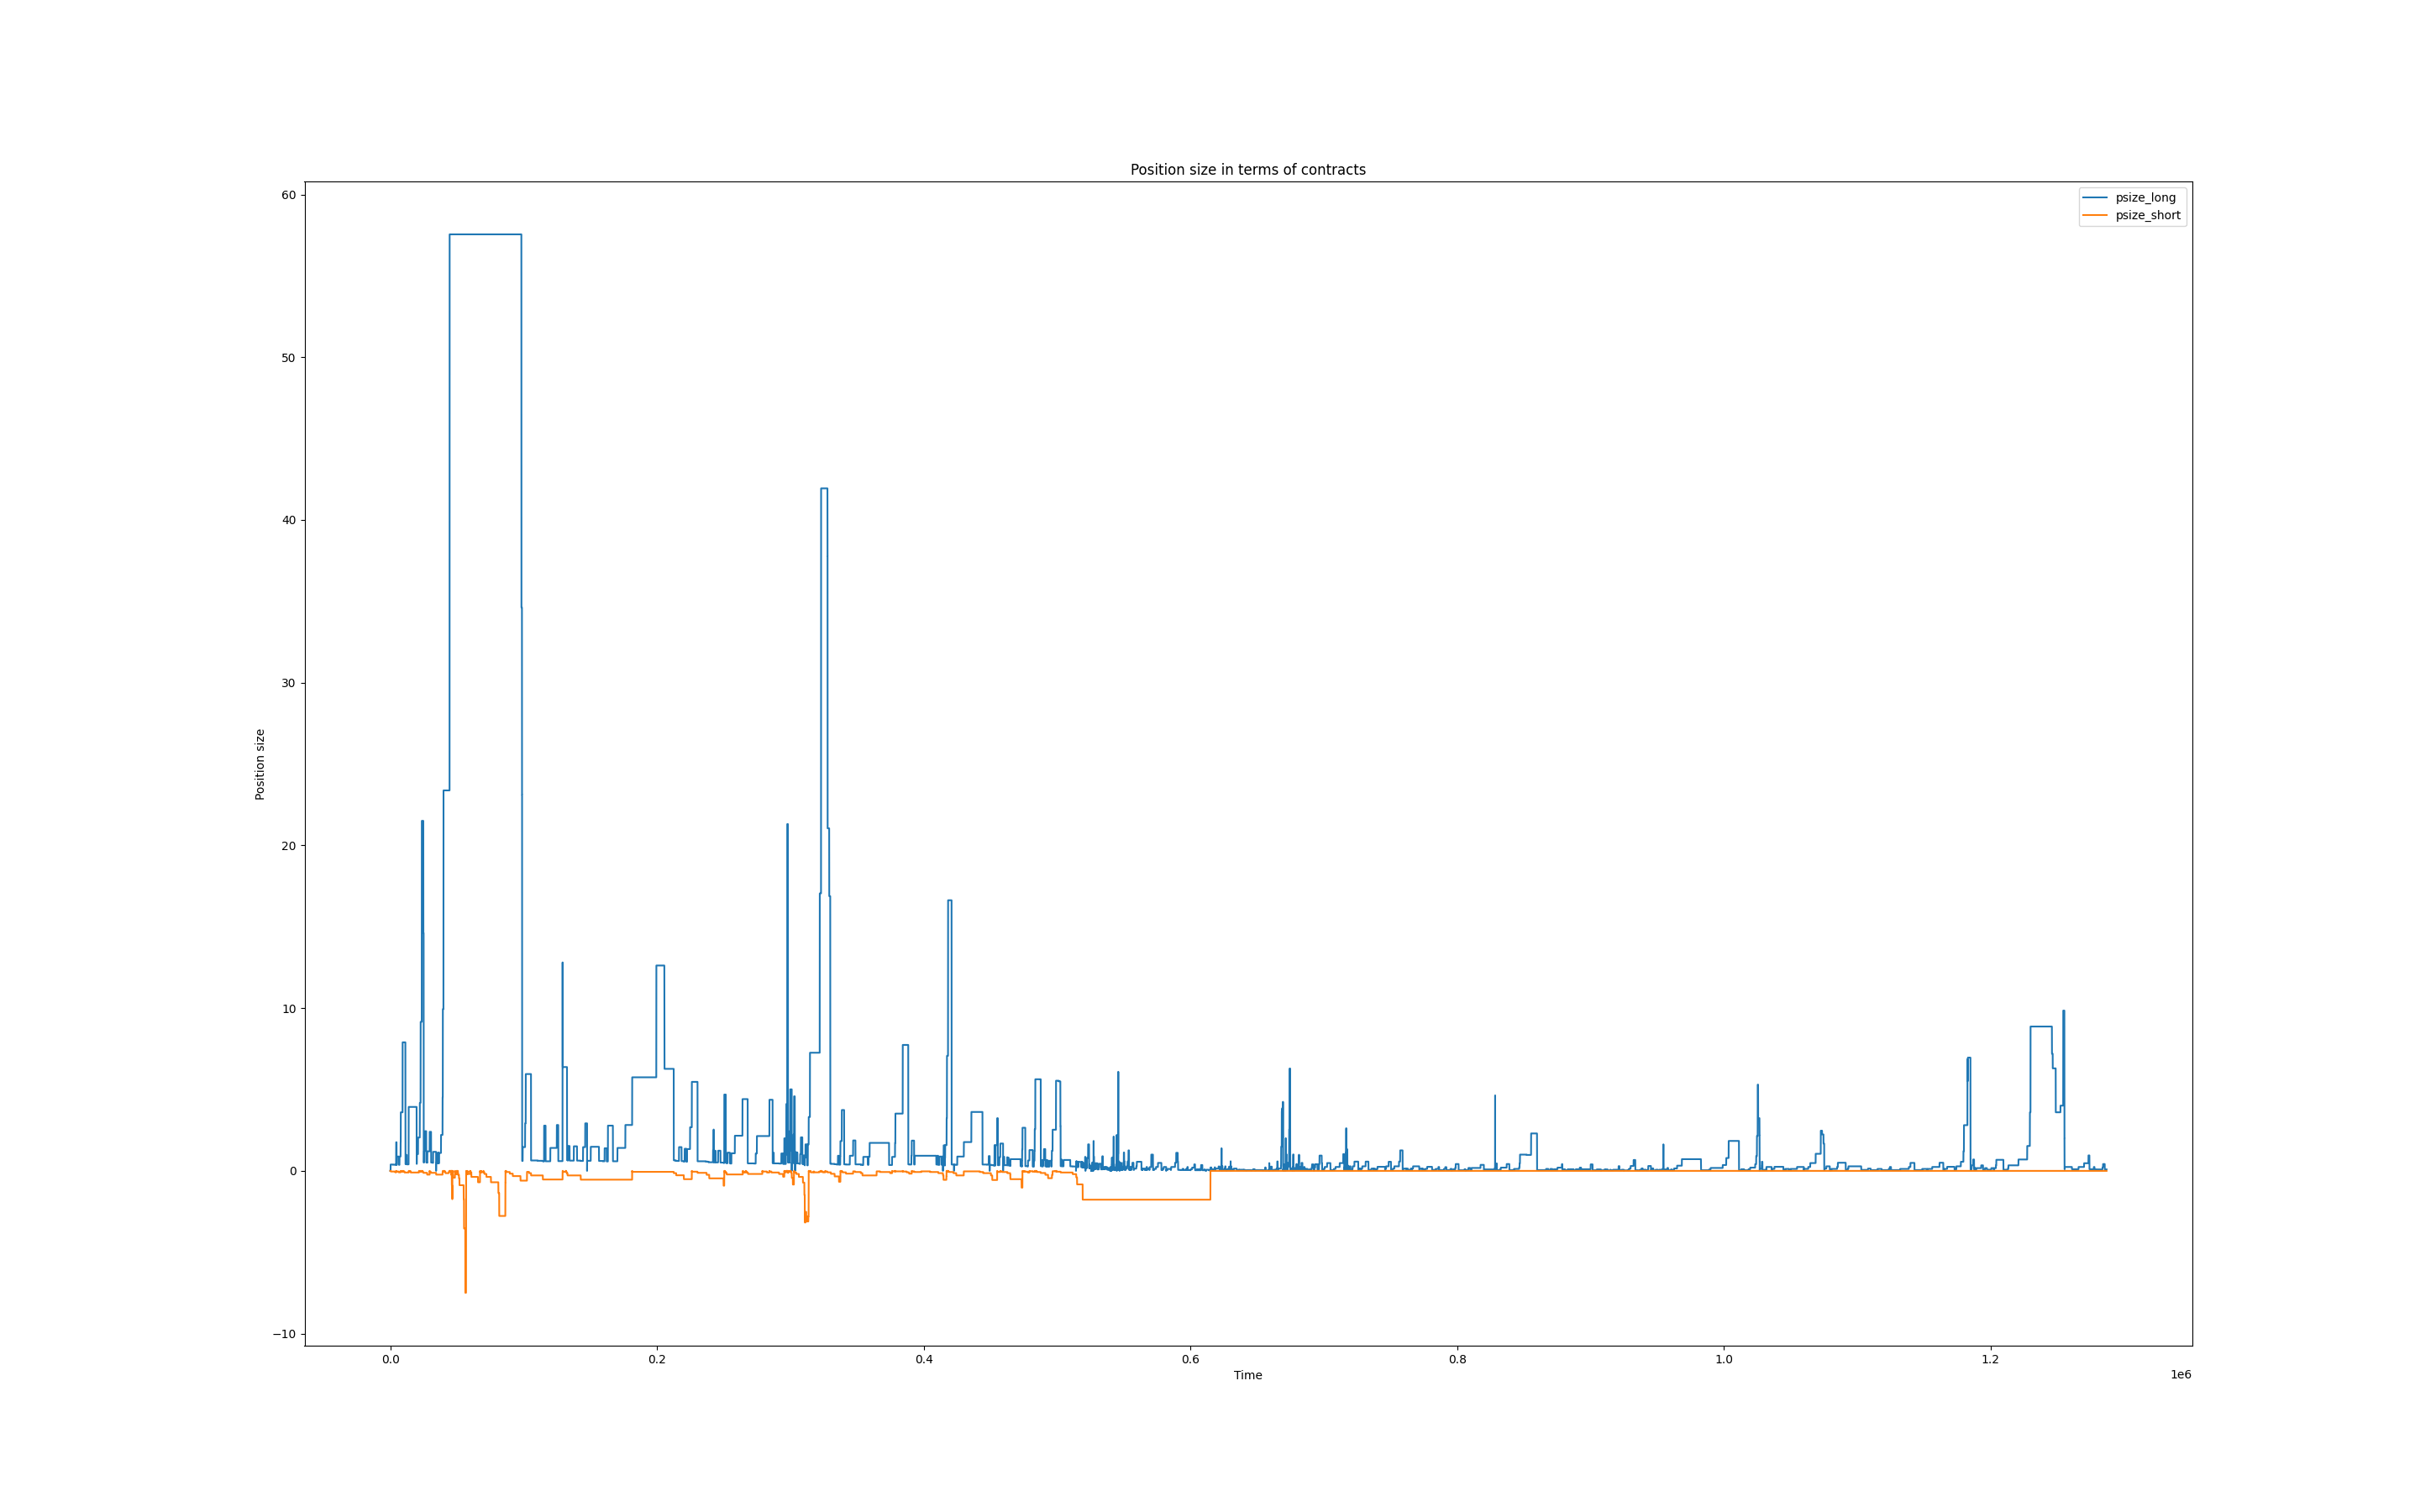 Position size in terms of contracts
psize_long
psize_short
60
50
40
30
20
10
0
−10
Position size
0.0 0.2 0.4 0.6 0.8 1.0 1.2
1e6
Time